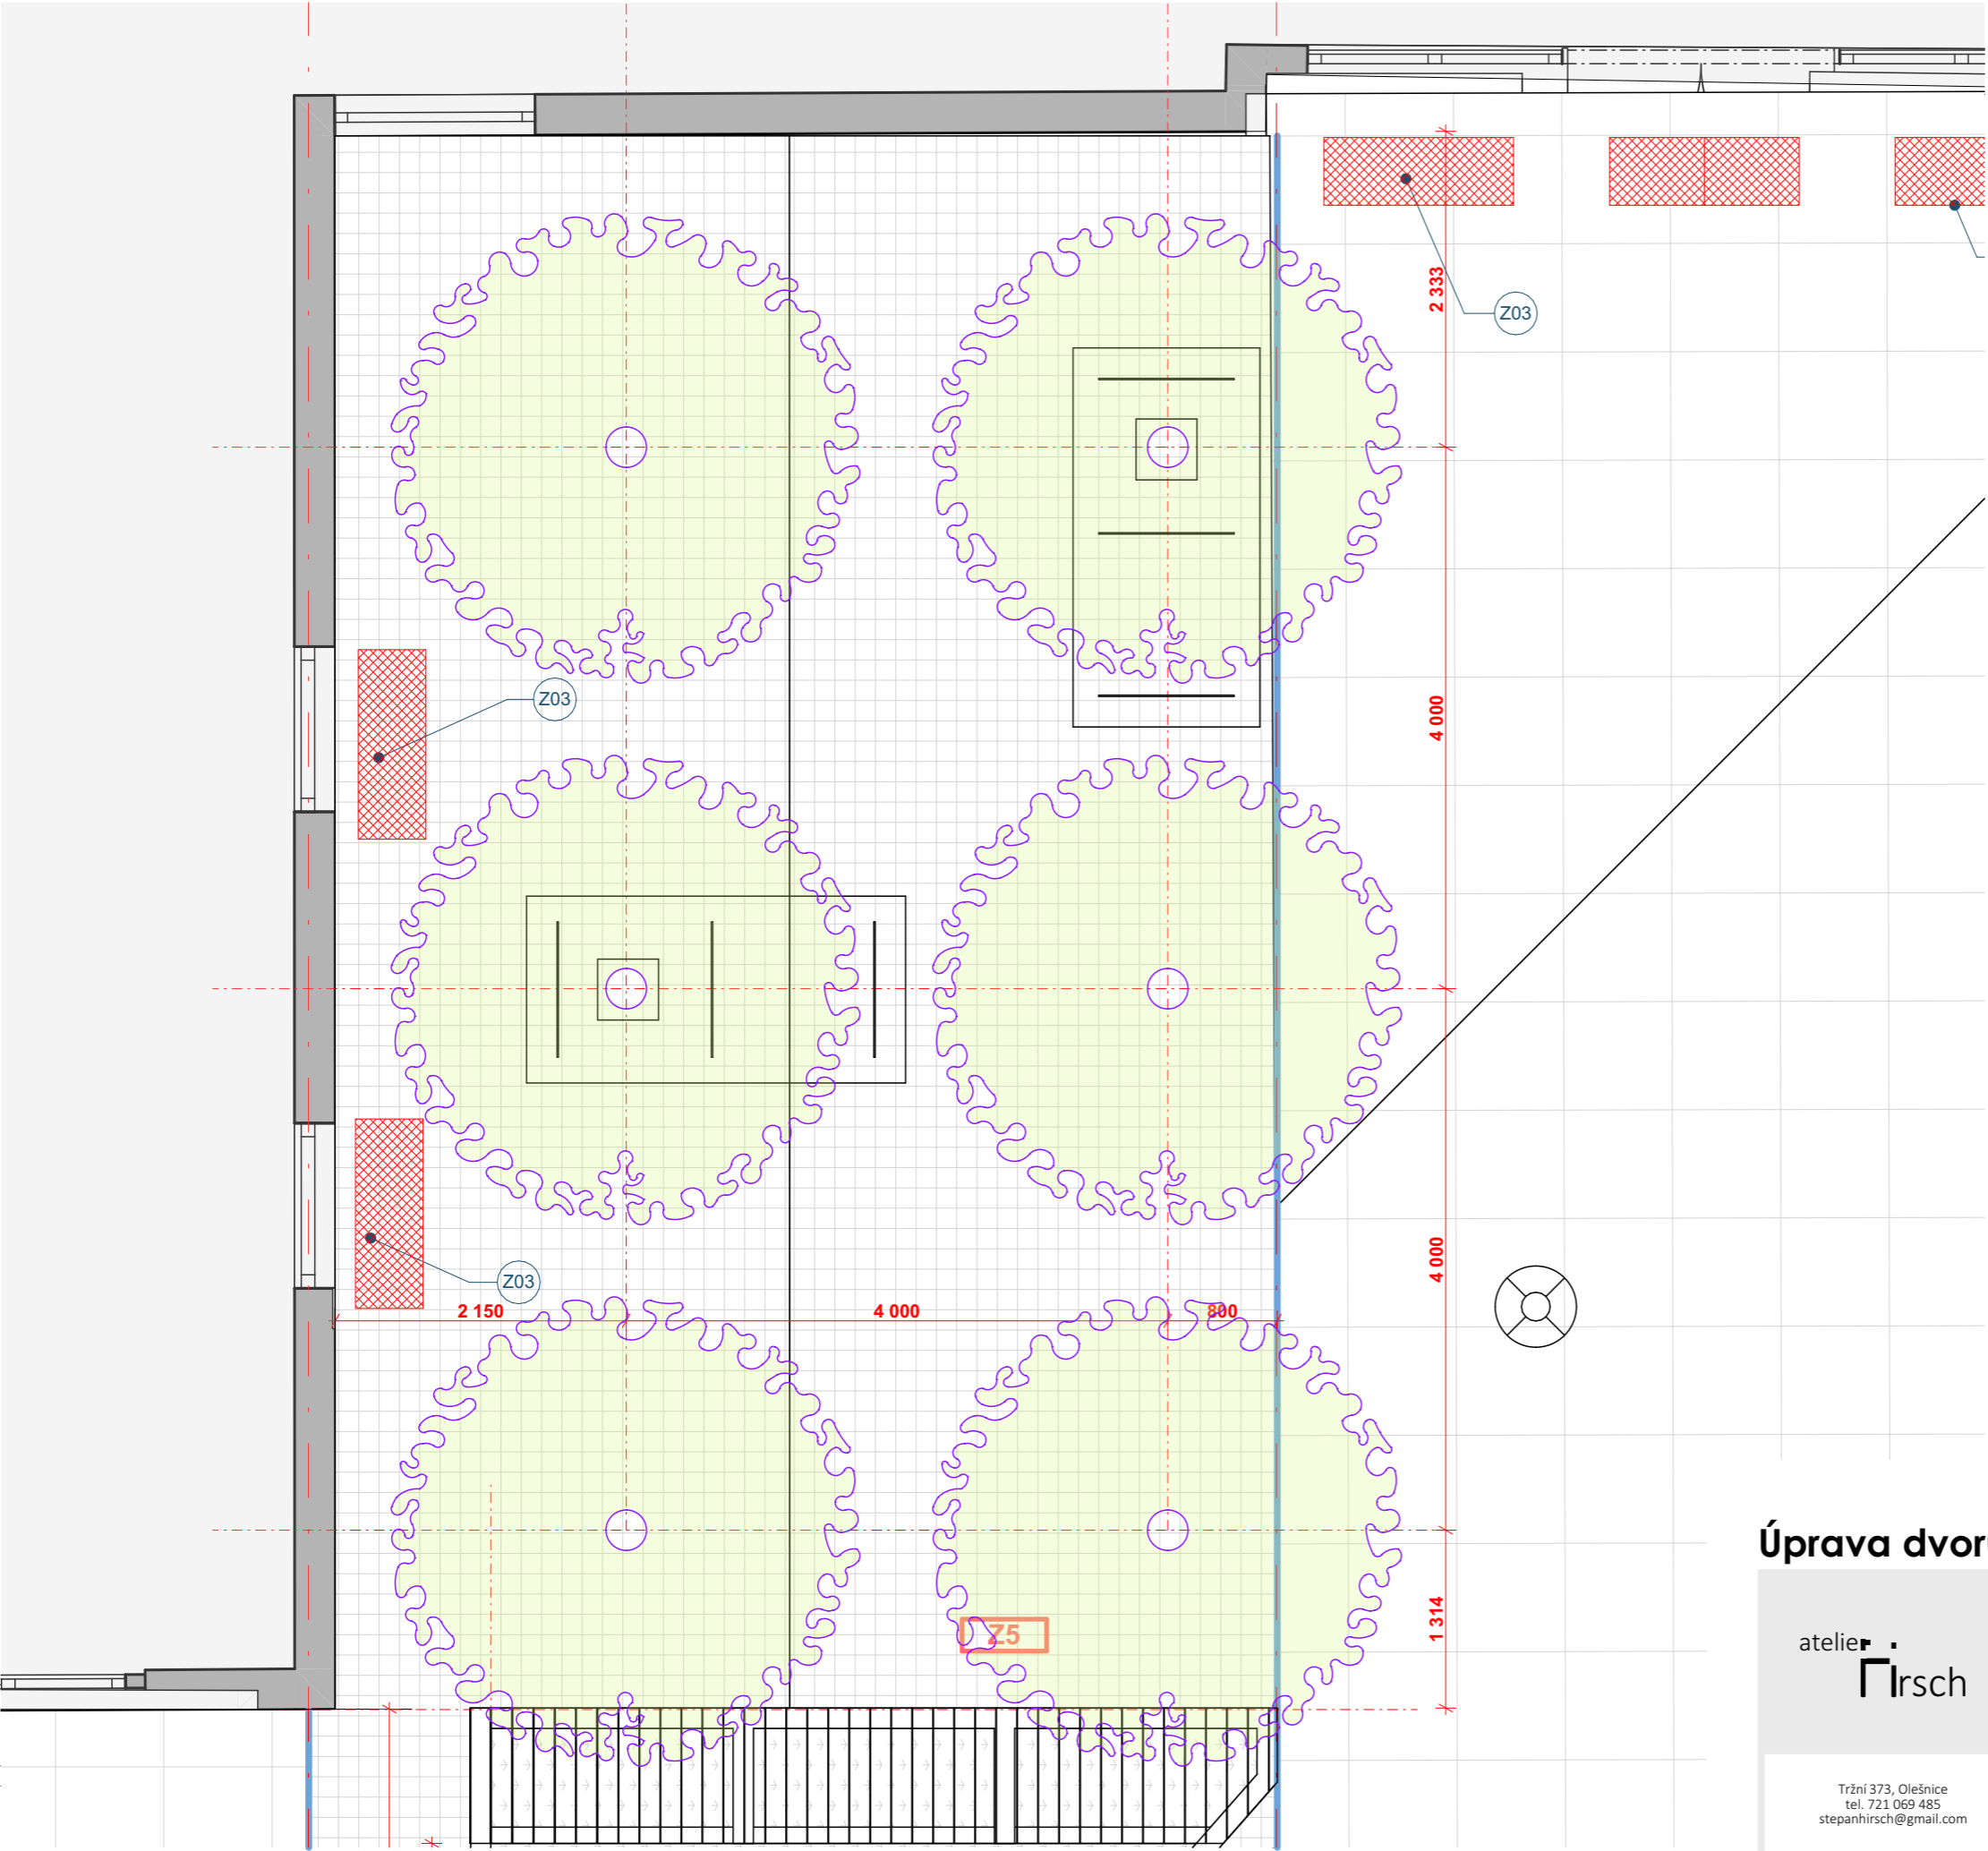 2 333
Z03
Z03
4 000
4 000
Z03
2 150
4 000
800
Z5
1 314
Úprava dvor
atelier
Hirsch
Tržní 373, Olešnice
tel. 721 069 485
stepanhirsch@gmail.com